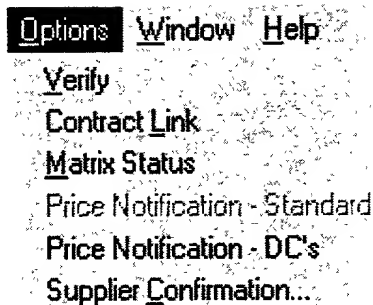 Options Window Help
Verify
Contract Link
Matrix Status
Price Notification - Standard
Price Notification - DC's
Supplier Confirmation...